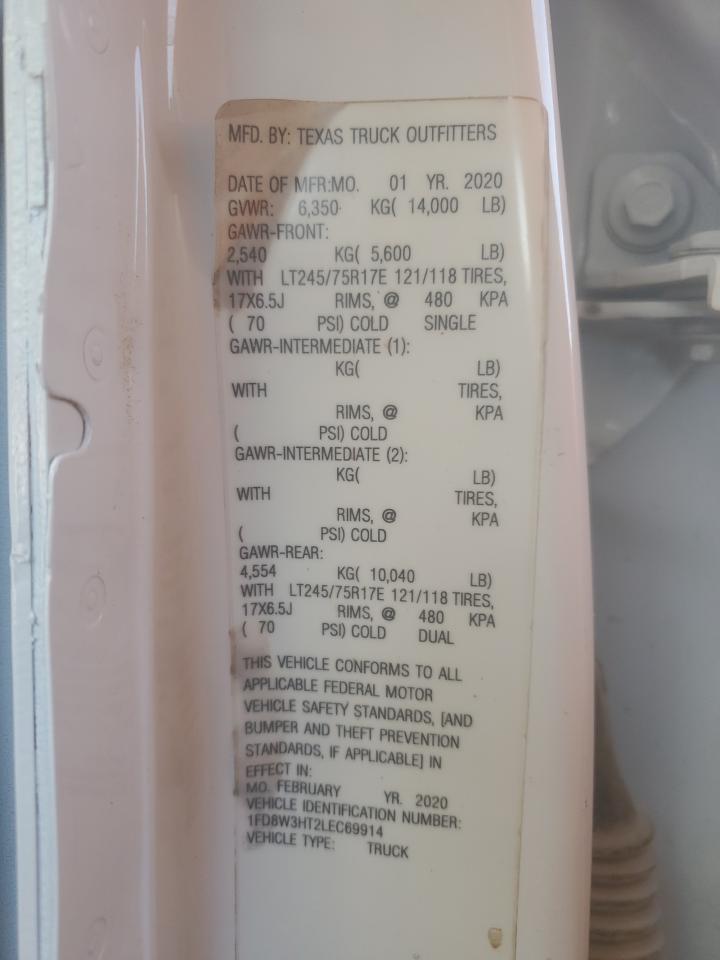 MFD. BY: TEXAS TRUCK OUTFITTERS
DATE OF MFR:MO. 01 YR. 2020
GVWR: 6,350 KG( 14,000 LB)
GAWR-FRONT:
2,540 KG( 5,600 LB)
WITH LT245/75R17E 121/118 TIRES,
17X6.5J RIMS, @ 480 KPA
( 70 PSI) COLD SINGLE
GAWR-INTERMEDIATE (1):
KG( LB)
WITH TIRES,
RIMS, @ KPA
( PSI) COLD
GAWR-INTERMEDIATE (2):
KG( LB)
WITH TIRES,
RIMS, @ KPA
( PSI) COLD
GAWR-REAR:
4,554 KG( 10,040 LB)
WITH LT245/75R17E 121/118 TIRES,
17X6.5J RIMS, @ 480 KPA
( 70 PSI) COLD DUAL
THIS VEHICLE CONFORMS TO ALL
APPLICABLE FEDERAL MOTOR
VEHICLE SAFETY STANDARDS, [AND
BUMPER AND THEFT PREVENTION
STANDARDS, IF APPLICABLE] IN
EFFECT IN:
MO. FEBRUARY YR. 2020
VEHICLE IDENTIFICATION NUMBER:
1FD8W3HT2LEC69914
VEHICLE TYPE: TRUCK